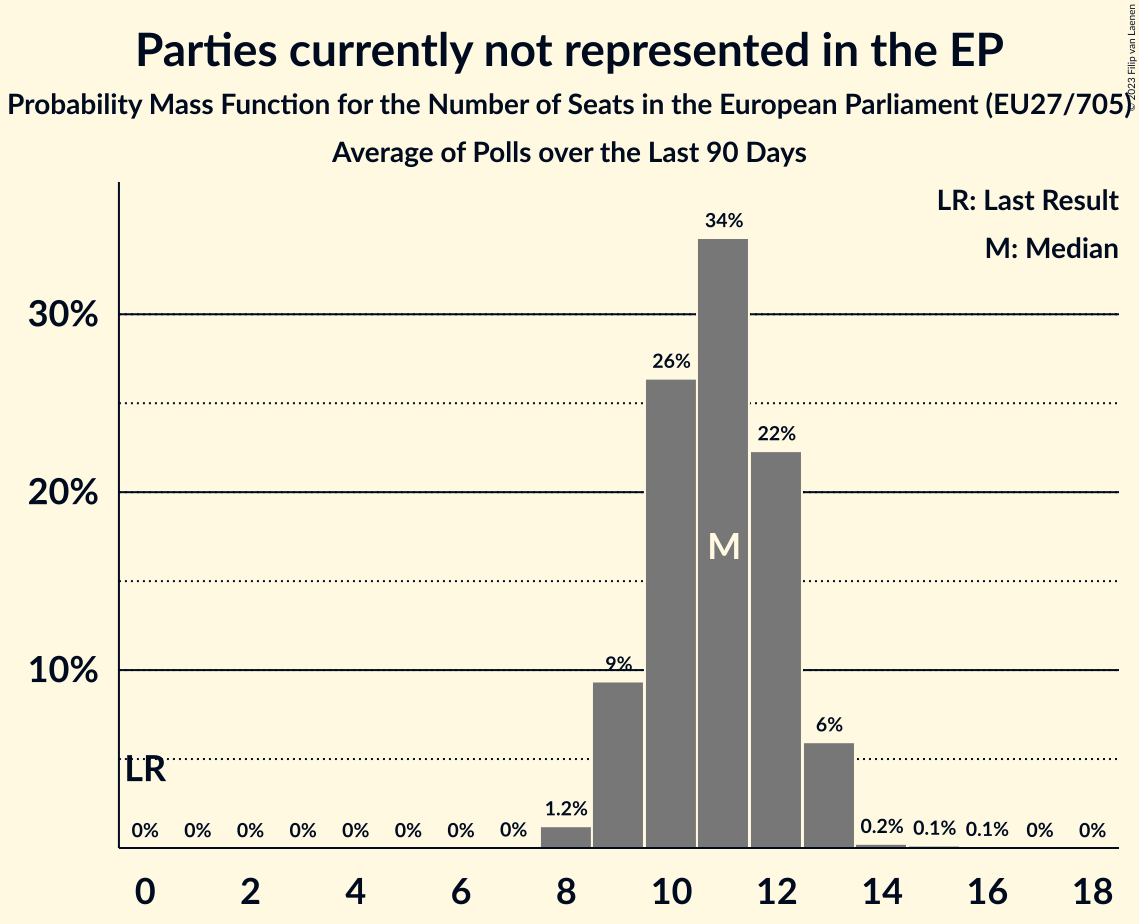 Parties currently not represented in the EP
Probability Mass Function for the Number of Seats in the European Parliament (EU27/705)
Average of Polls over the Last 90 Days
© 2023 Filip van Laenen
LR: Last Result
M: Median
34%
30%
26%
22%
20%
M
10%
9%
6%
LR
1.2%
0% 0% 0% 0% 0% 0% 0% 0% 0.2% 0.1% 0.1% 0% 0%
0 2 4 6 8 10 12 14 16 18